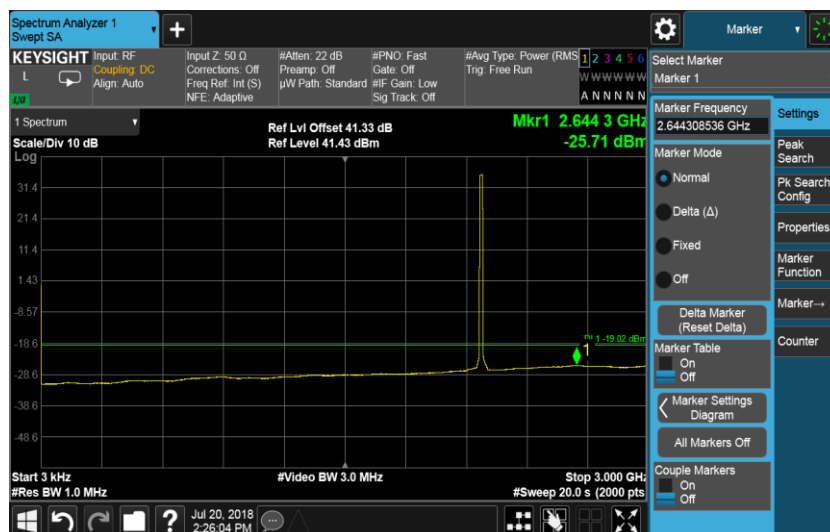 Spectrum Analyzer 1
Swept SA
+
Marker
KEYSIGHT
L
LXI
Input: RF
Coupling: DC
Align: Auto
Input Z: 50 Ω
Corrections: Off
Freq Ref: Int (S)
NFE: Adaptive
#Atten: 22 dB
Preamp: Off
µW Path: Standard
#PNO: Fast
Gate: Off
#IF Gain: Low
Sig Track: Off
#Avg Type: Power (RMS
Trig: Free Run
1 2 3 4 5 6
W W W W W W
A N N N N N
Select Marker
Marker 1
1 Spectrum
Scale/Div 10 dB
Log
Ref Lvl Offset 41.33 dB
Ref Level 41.43 dBm
Mkr1 2.644 3 GHz
-25.71 dBm
31.4
21.4
11.4
1.43
-8.57
-18.6
-28.6
-38.6
-48.6
DL1 -19.02 dBm
1
Start 3 kHz
#Res BW 1.0 MHz
#Video BW 3.0 MHz
Stop 3.000 GHz
#Sweep 20.0 s (2000 pts
Marker Frequency
2.644308536 GHz
Marker Mode
Normal
Delta (Δ)
Fixed
Off
Delta Marker
(Reset Delta)
Marker Table
On
Off
Marker Settings
Diagram
All Markers Off
Couple Markers
On
Off
Settings
Peak
Search
Pk Search
Config
Properties
Marker
Function
Marker→
Counter
?
Jul 20, 2018
2:26:04 PM